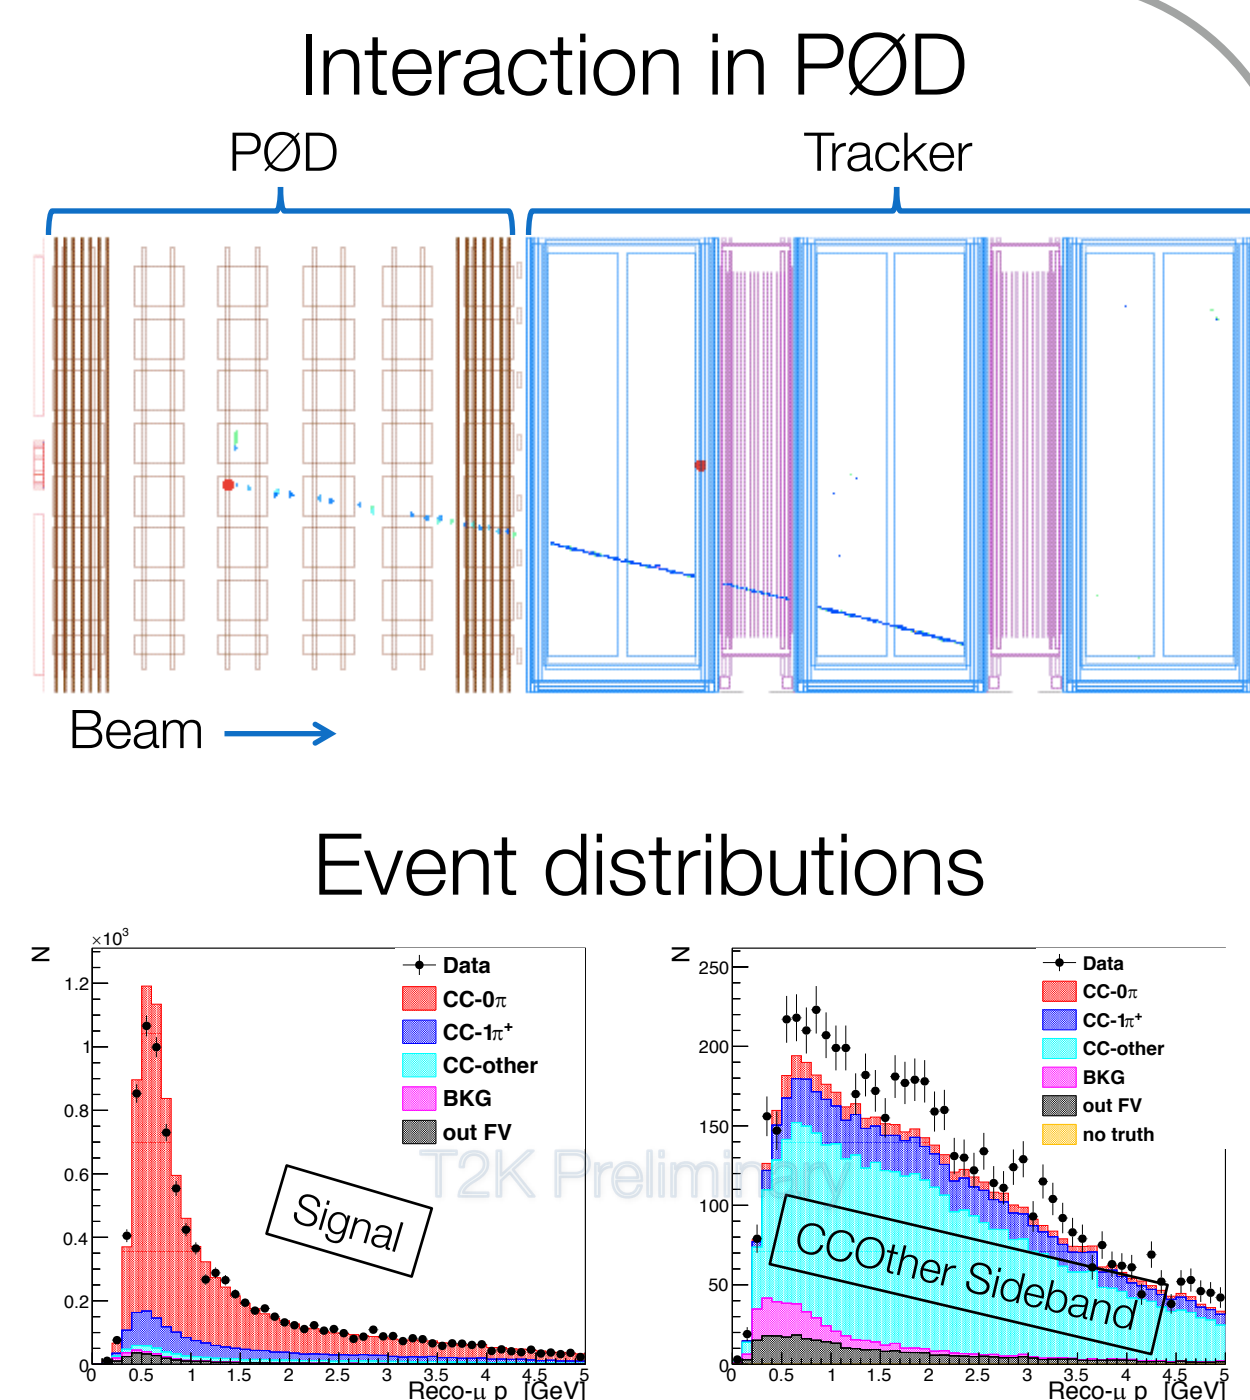 Interaction in PØD
PØD
Tracker
Beam
Event distributions
N
×10³
1.2
1
0.8
0.6
0.4
0.2
0
0 0.5 1 1.5 2 2.5 3 3.5 4 4.5 5
Reco-μ p [GeV]
Data
CC-0π
CC-1π⁺
CC-other
BKG
out FV
Signal
T2K Preliminary
N
250
200
150
100
50
0
0 0.5 1 1.5 2 2.5 3 3.5 4 4.5 5
Reco-μ p [GeV]
Data
CC-0π
CC-1π⁺
CC-other
BKG
out FV
no truth
CCOther Sideband